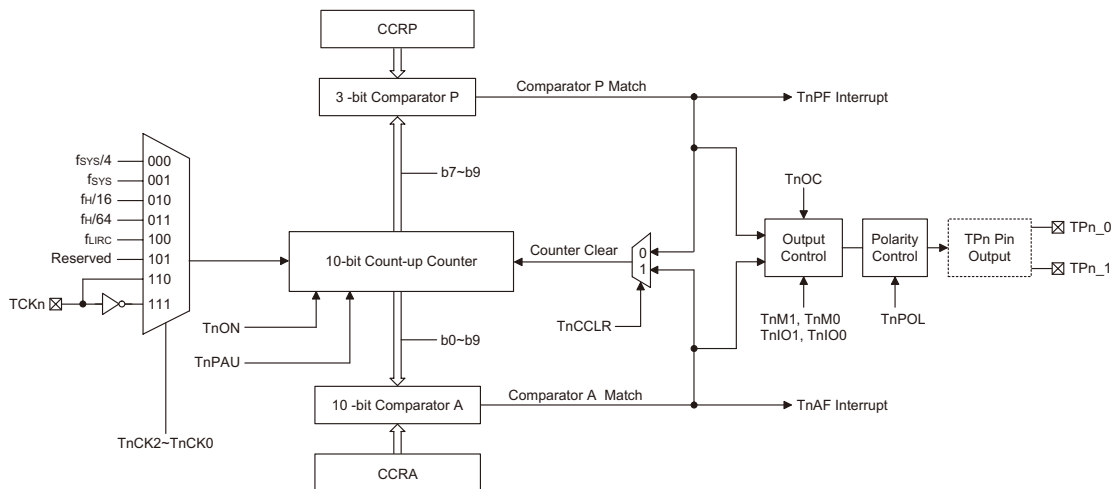 CCRP
3 -bit Comparator P
Comparator P Match
TnPF Interrupt
b7~b9
fSYS/4
000
fSYS
001
fH/16
010
fH/64
011
fLIRC
100
Reserved
101
110
TCKn
111
TnCK2~TnCK0
10-bit Count-up Counter
TnON
TnPAU
Counter Clear
0
1
TnCCLR
TnOC
Output
Control
TnM1, TnM0
TnIO1, TnIO0
Polarity
Control
TnPOL
TPn Pin
Output
TPn_0
TPn_1
b0~b9
10 -bit Comparator A
Comparator A Match
TnAF Interrupt
CCRA